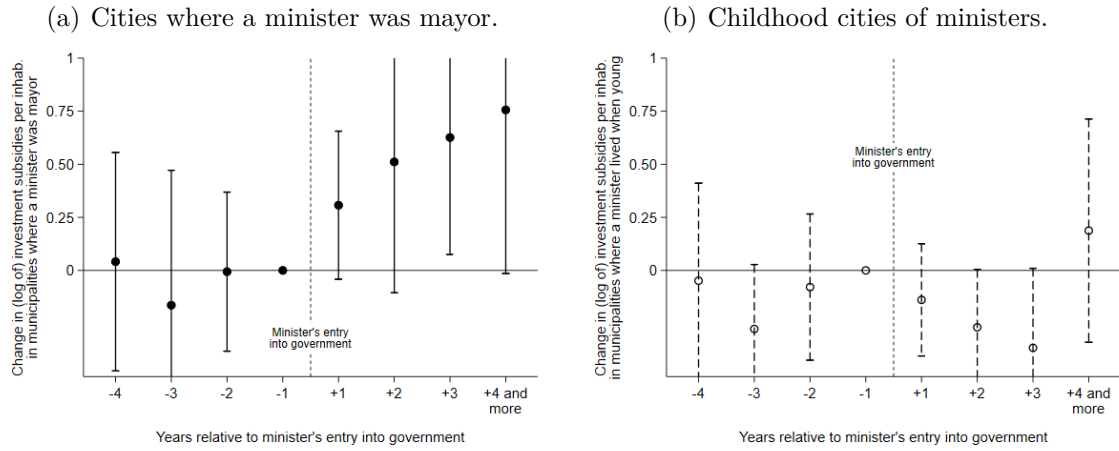 (a) Cities where a minister was mayor.
Change in (log of) investment subsidies per inhab.
in municipalities where a minister was mayor
1
0.75
0.50
0.25
0
Minister's entry
into government
-4
-3
-2
-1
+1
+2
+3
+4 and
more
Years relative to minister's entry into government
(b) Childhood cities of ministers.
Change in (log of) investment subsidies per inhab.
in municipalities where a minister lived when young
1
0.75
0.50
0.25
0
Minister's entry
into government
-4
-3
-2
-1
+1
+2
+3
+4 and
more
Years relative to minister's entry into government